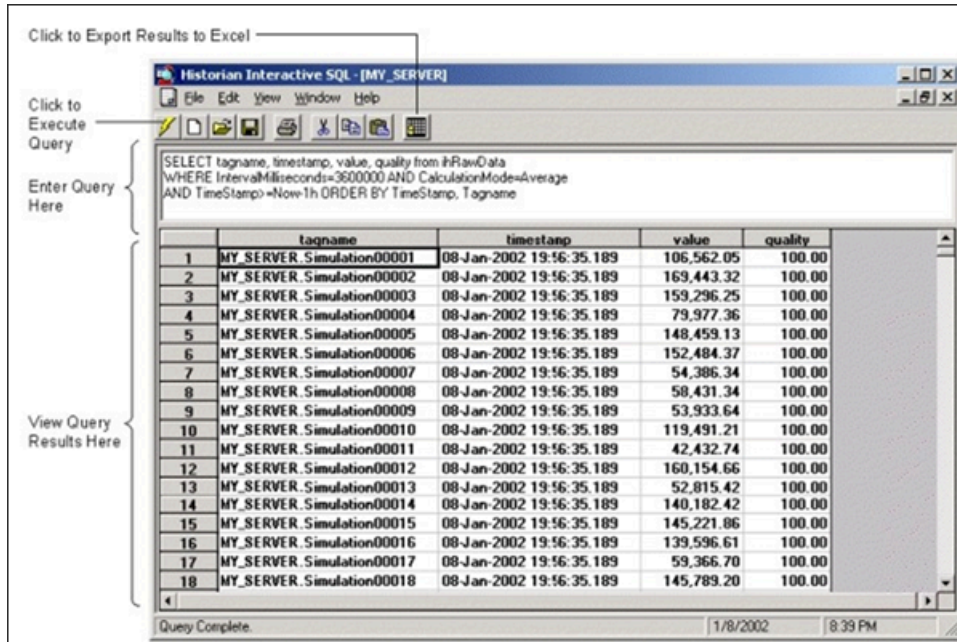 Click to Export Results to Excel
Historian Interactive SQL - [MY_SERVER]
File Edit View Window Help
Click to
Execute
Query
Enter Query
Here
SELECT tagname, timestamp, value, quality from ihRawData
WHERE IntervalMilliseconds=3600000 AND CalculationMode=Average
AND TimeStamp>=Now-1h ORDER BY TimeStamp, Tagname
View Query
Results Here
tagname timestamp value quality
1 MY_SERVER.Simulation00001 08-Jan-2002 19:56:35.189 106,562.05 100.00
2 MY_SERVER.Simulation00002 08-Jan-2002 19:56:35.189 169,443.32 100.00
3 MY_SERVER.Simulation00003 08-Jan-2002 19:56:35.189 159,296.25 100.00
4 MY_SERVER.Simulation00004 08-Jan-2002 19:56:35.189 79,977.36 100.00
5 MY_SERVER.Simulation00005 08-Jan-2002 19:56:35.189 148,459.13 100.00
6 MY_SERVER.Simulation00006 08-Jan-2002 19:56:35.189 152,484.37 100.00
7 MY_SERVER.Simulation00007 08-Jan-2002 19:56:35.189 54,386.34 100.00
8 MY_SERVER.Simulation00008 08-Jan-2002 19:56:35.189 58,431.34 100.00
9 MY_SERVER.Simulation00009 08-Jan-2002 19:56:35.189 53,933.64 100.00
10 MY_SERVER.Simulation00010 08-Jan-2002 19:56:35.189 119,491.21 100.00
11 MY_SERVER.Simulation00011 08-Jan-2002 19:56:35.189 42,432.74 100.00
12 MY_SERVER.Simulation00012 08-Jan-2002 19:56:35.189 160,154.66 100.00
13 MY_SERVER.Simulation00013 08-Jan-2002 19:56:35.189 52,815.42 100.00
14 MY_SERVER.Simulation00014 08-Jan-2002 19:56:35.189 140,182.42 100.00
15 MY_SERVER.Simulation00015 08-Jan-2002 19:56:35.189 145,221.86 100.00
16 MY_SERVER.Simulation00016 08-Jan-2002 19:56:35.189 139,596.61 100.00
17 MY_SERVER.Simulation00017 08-Jan-2002 19:56:35.189 59,366.70 100.00
18 MY_SERVER.Simulation00018 08-Jan-2002 19:56:35.189 145,789.20 100.00
Query Complete. 1/8/2002 8:39 PM